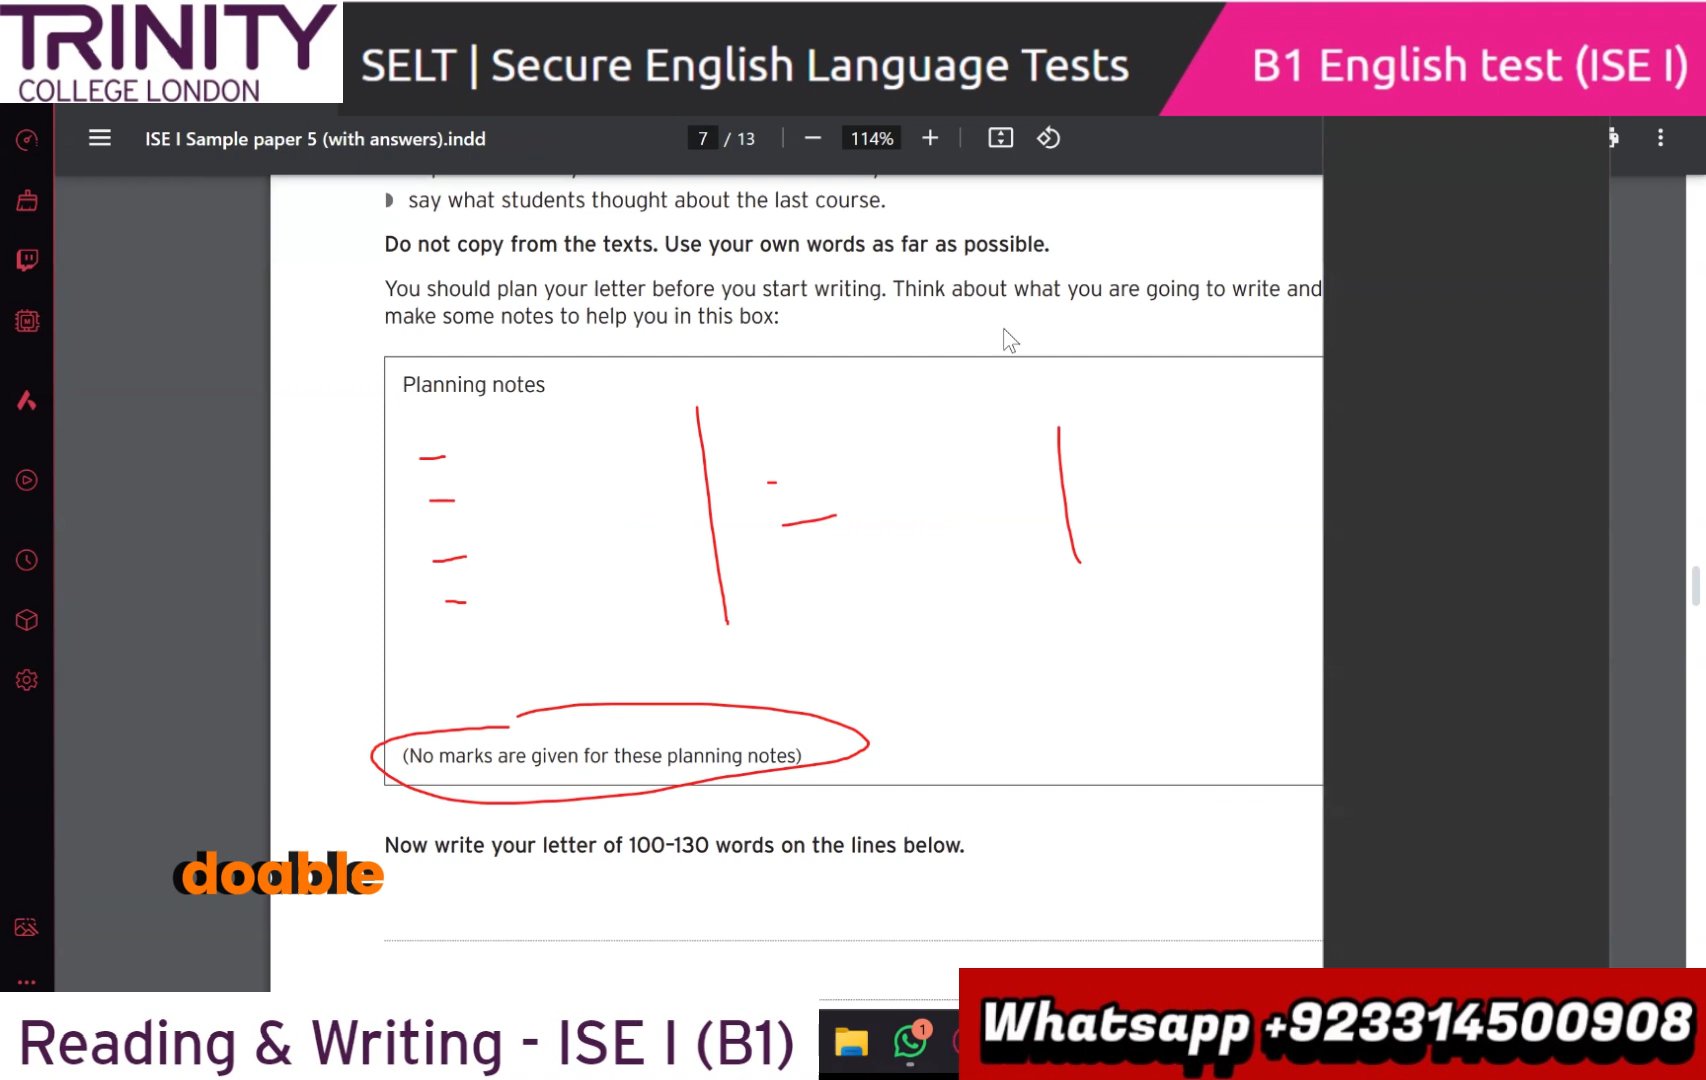 TRINITY
COLLEGE LONDON
SELT | Secure English Language Tests
B1 English test (ISE I)
ISE I Sample paper 5 (with answers).indd
7 / 13
114%
say what students thought about the last course.
Do not copy from the texts. Use your own words as far as possible.
You should plan your letter before you start writing. Think about what you are going to write and
make some notes to help you in this box:
Planning notes
(No marks are given for these planning notes)
Now write your letter of 100–130 words on the lines below.
doable
Reading & Writing - ISE I (B1)
1
Whatsapp +923314500908